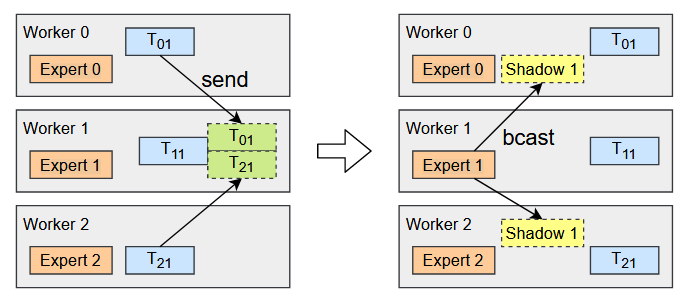 Worker 0
T01
Expert 0
send
Worker 1
T01
T11
Expert 1
T21
Worker 2
Expert 2
T21
Worker 0
T01
Expert 0
Shadow 1
Worker 1
bcast
T11
Expert 1
Worker 2
Shadow 1
Expert 2
T21